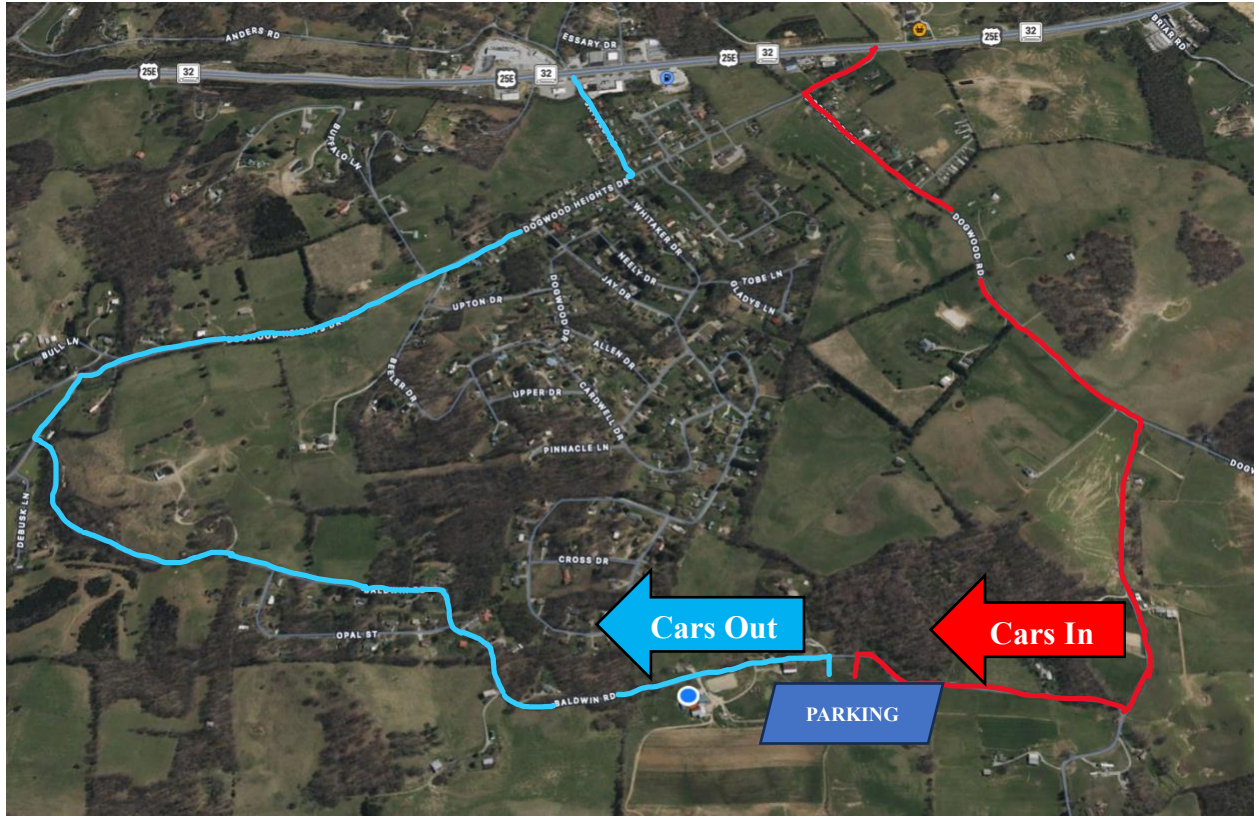 ANDERS RD
ESSARY DR
BRIAR RD
25E
32
25E
32
25E
32
25E
32
BUFFALO LN
DOGWOOD HEIGHTS DR
WHITAKER DR
DOGWOOD RD
NEELY DR
JAY DR
TOBE LN
GLADYS LN
UPTON DR
DOGWOOD DR
BULL LN
BEELER DR
ALLEN DR
UPPER DR
CARDWELL DR
PINNACLE LN
DOGW
DEBUSK LN
CROSS DR
OPAL ST
Cars Out
Cars In
BALDWIN RD
PARKING